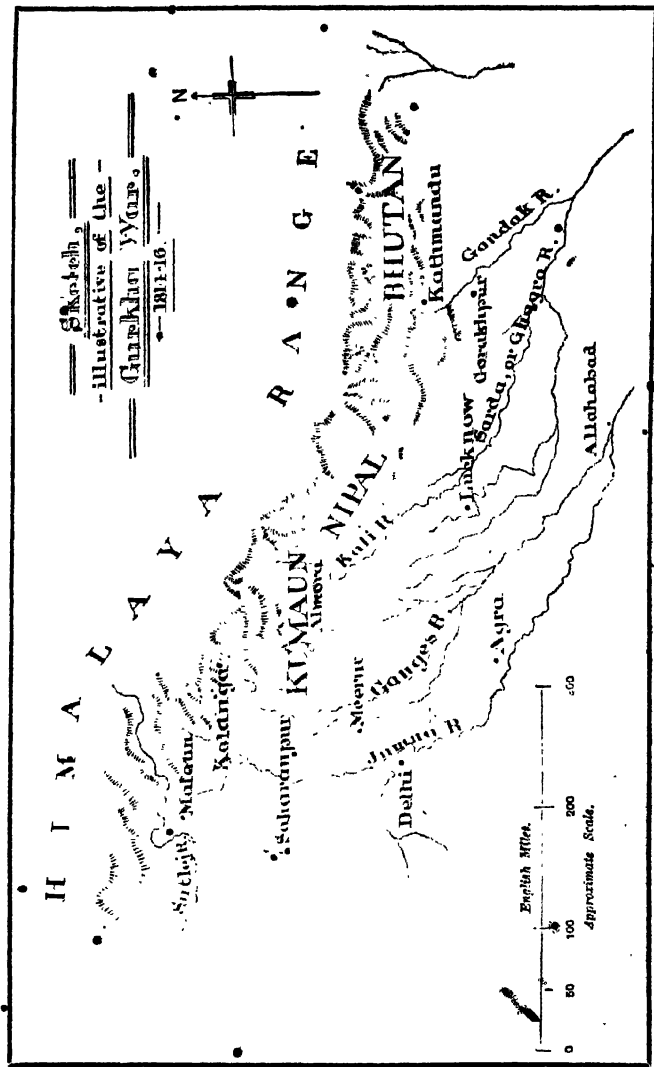 Sketch,
-illustrative of the-
Gurkha War,
1814-16.
N
HIMALAYA RANGE
Sutlej R.
Malaun
Kalanga
Saharanpur
KUMAUN
Almora
NIPAL
BHUTAN
Kathmandu
Kali R
Meerut
Ganges R
Delhi
Jumna R
Agra
Lucknow
Sarda, or Ghagra R.
Gorukhpur
Gandak R.
Allahabad
English Miles.
0 50 100 200 300
Approximate Scale.